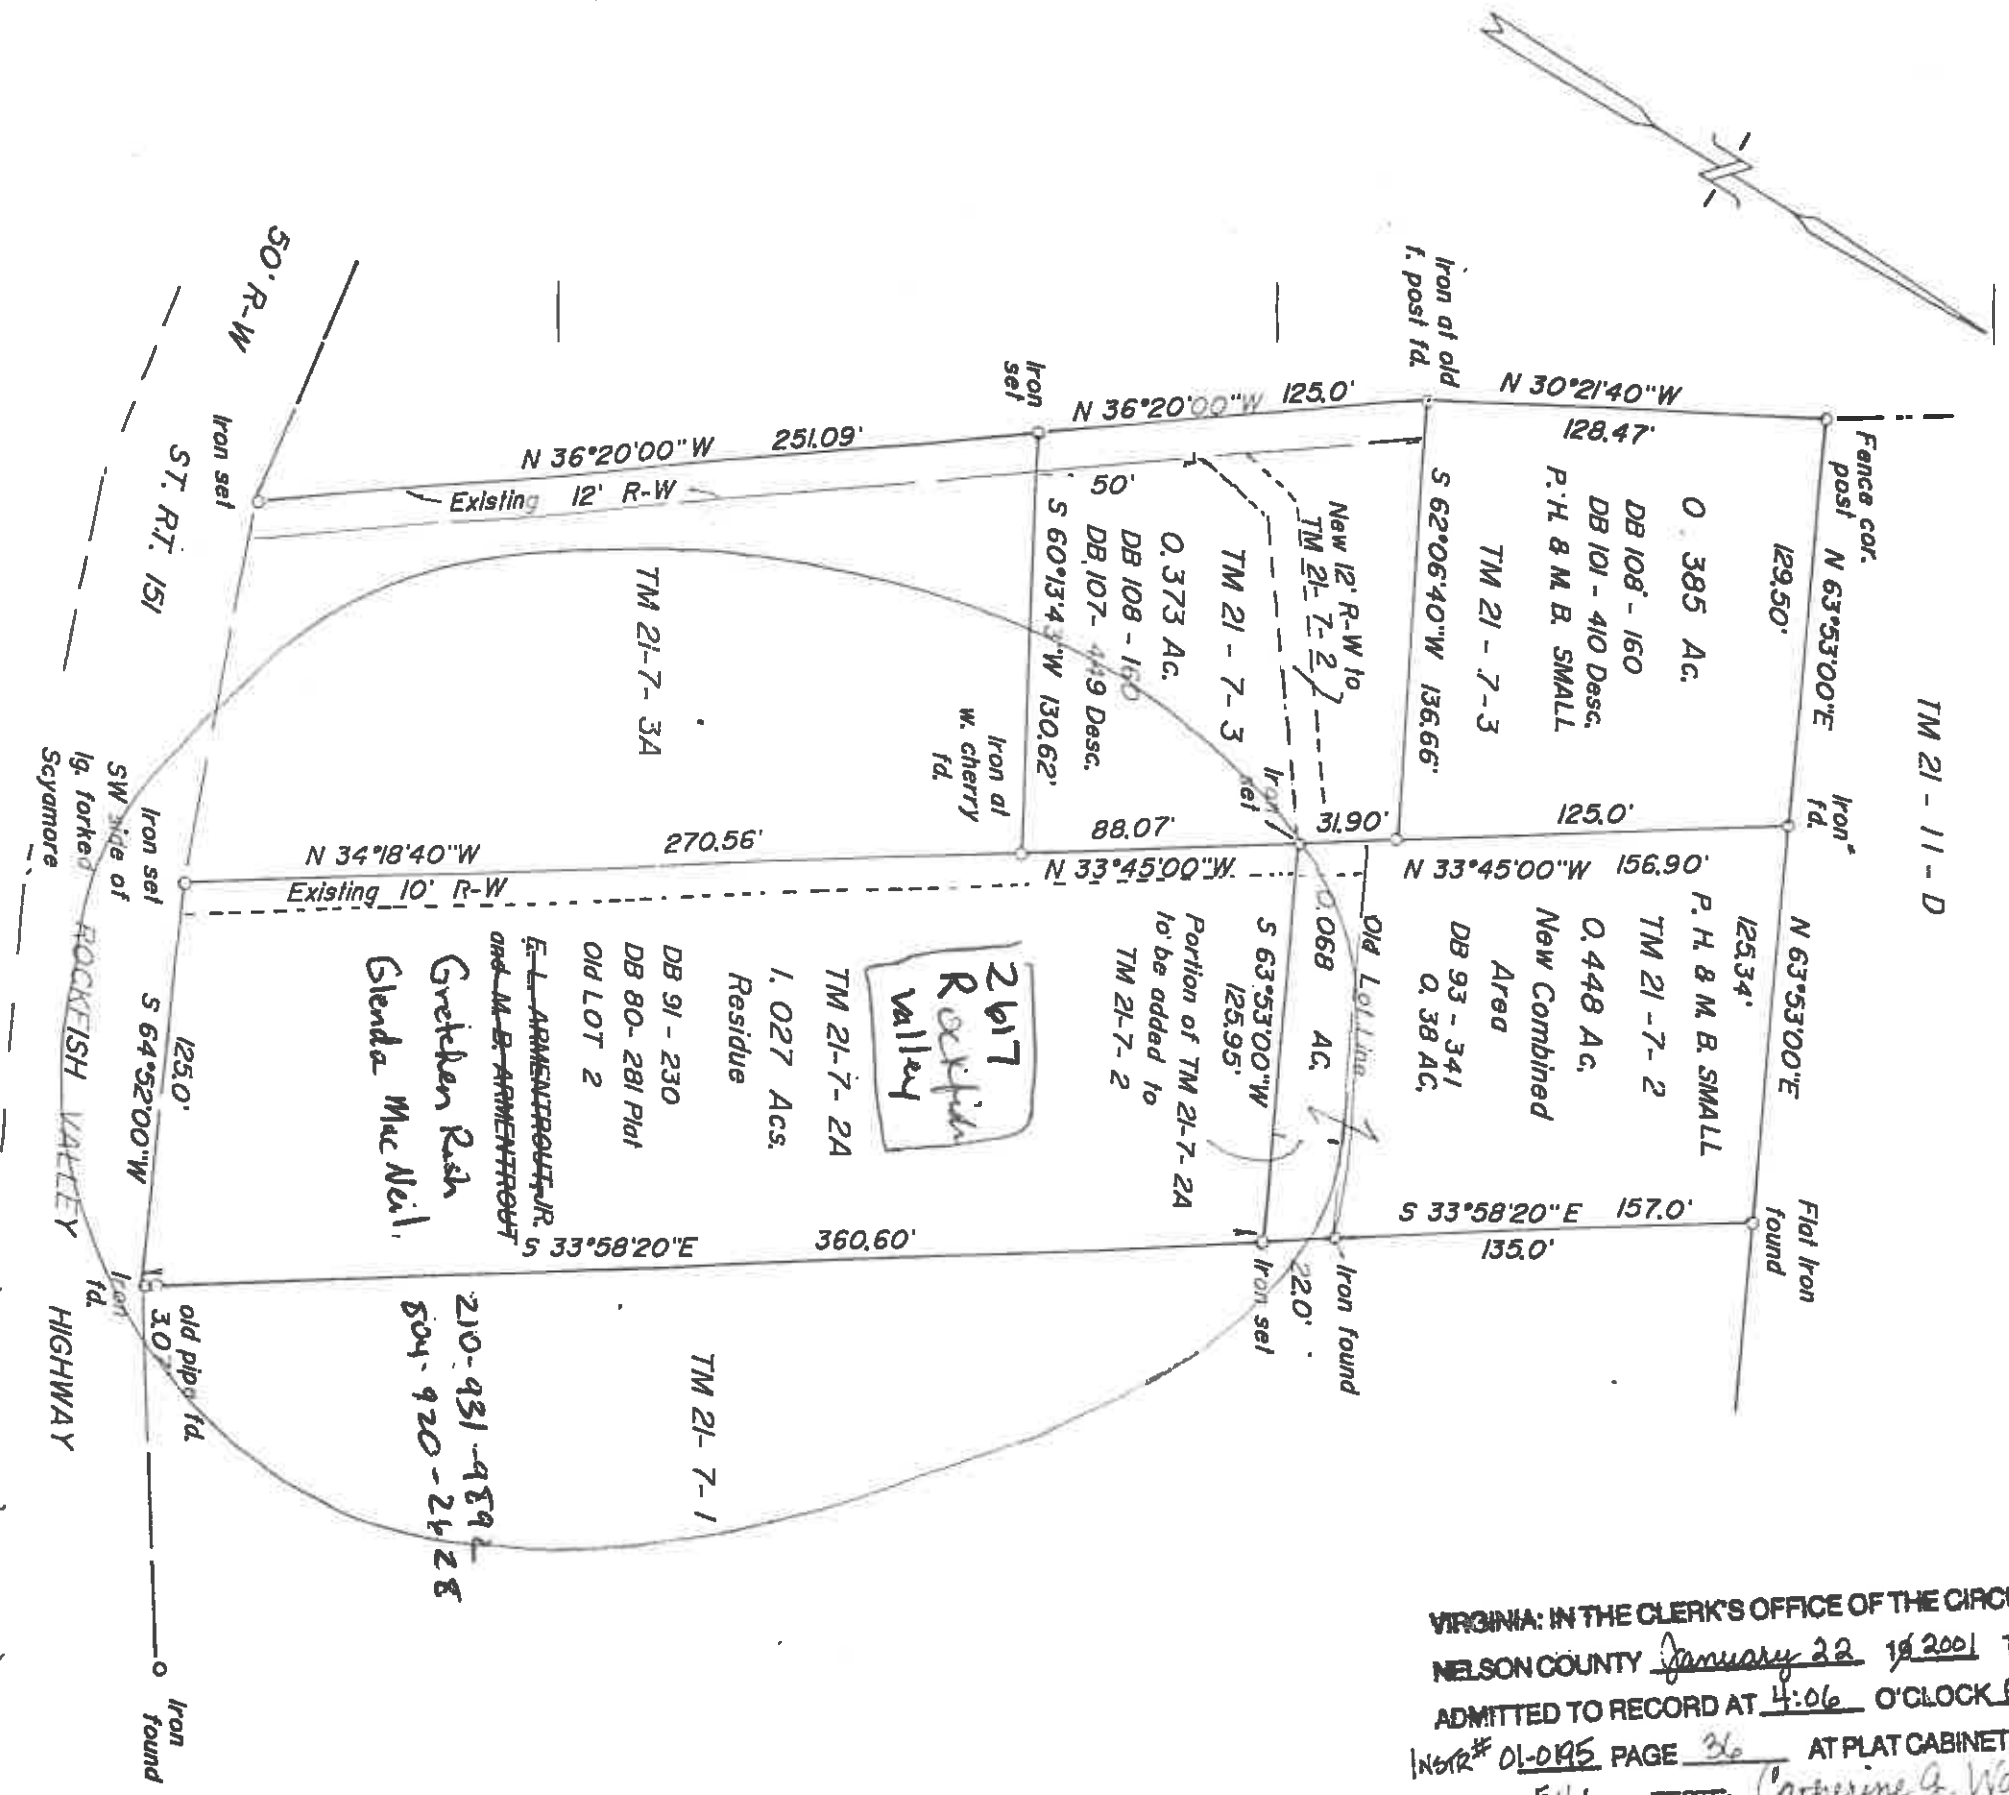 TM 21-11-D
Fence cor.
post
N 63°53'00"E
129.50'
Iron
fd.
N 63°53'00"E
125.34'
Flat Iron
found
N 30°21'40"W
128.47'
Iron at old
f. post fd.
0.385 Ac.
DB 108 - 160
DB 101 - 410 Desc.
P. H. & M. B. SMALL
TM 21 - 7-3
S 62°06'40"W 136.66'
125.0'
N 33°45'00"W 156.90'
P. H. & M. B. SMALL
TM 21-7-2
0.448 Ac.
New Combined
Area
DB 93 - 341
0.38 AC.
S 33°58'20"E 157.0'
135.0'
Old Lot Line
Iron found
22.0'
Iron set
0.068 AC.
S 63°53'00"W
125.95'
Portion of TM 21-7-2A
to be added to
TM 21-7-2
31.90'
Iron
set
New 12' R-W to
TM 21-7-2
N 36°20'00"W 125.0'
Iron
set
50'
TM 21 - 7-3
0.373 Ac.
DB 108 - 160
DB 107 - 449 Desc.
S 60°13'43"W 130.62'
88.07'
N 33°45'00"W
Iron at
w. cherry
fd.
N 36°20'00"W 251.09'
Existing 12' R-W
TM 21-7-3A
N 34°18'40"W 270.56'
Existing 10' R-W
2617
Rockfish
Valley
TM 21-7-2A
1.027 Acs.
Residue
DB 91 - 230
DB 80 - 281 Plat
Old LOT 2
E. L. ARMENTROUT, JR.
and M. B. ARMENTROUT
Gretchen Rash
Glenda MacNeil
S 33°58'20"E 360.60'
TM 21-7-1
804-920-2628
50' R-W
Iron set
ST. RT. 151
Iron set
SW side of
lg. forked
Scyamore
S 64°52'00"W 125.0'
ROCKFISH VALLEY HIGHWAY
Iron
fd.
old pipe fd.
3.07'
Iron
found
VIRGINIA: IN THE CLERK'S OFFICE OF THE CIRCU
NELSON COUNTY January 22 19 2001
ADMITTED TO RECORD AT 4:06 O'CLOCK
INSTR# 01-0195 PAGE 36 AT PLAT CABINET
Catherine G.